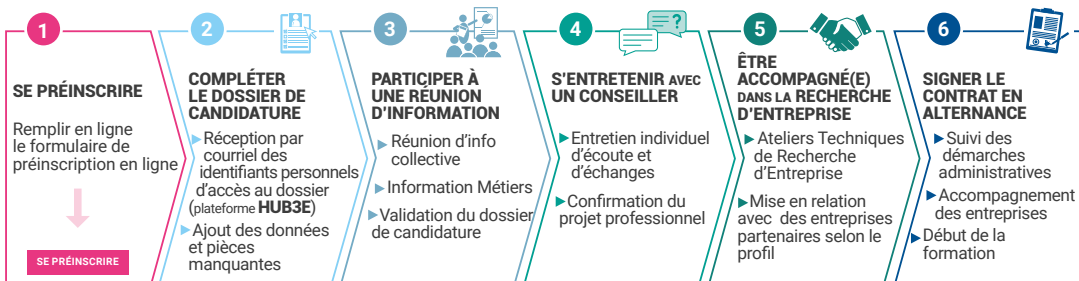 1
SE PRÉINSCRIRE
Remplir en ligne
le formulaire de
préinscription en ligne
SE PRÉINSCRIRE
2
COMPLÉTER
LE DOSSIER DE
CANDIDATURE
Réception par
courriel des
identifiants personnels
d'accès au dossier
(plateforme HUB3E)
Ajout des données
et pièces
manquantes
3
PARTICIPER À
UNE RÉUNION
D'INFORMATION
Réunion d'info
collective
Information Métiers
Validation du dossier
de candidature
4
?
S'ENTRETENIR AVEC
UN CONSEILLER
Entretien individuel
d'écoute et
d'échanges
Confirmation du
projet professionnel
5
ÊTRE
ACCOMPAGNÉ(E)
DANS LA RECHERCHE
D'ENTREPRISE
Ateliers Techniques
de Recherche
d'Entreprise
Mise en relation
avec des entreprises
partenaires selon le
profil
6
SIGNER LE
CONTRAT EN
ALTERNANCE
Suivi des
démarches
administratives
Accompagnement
des entreprises
Début de la
formation